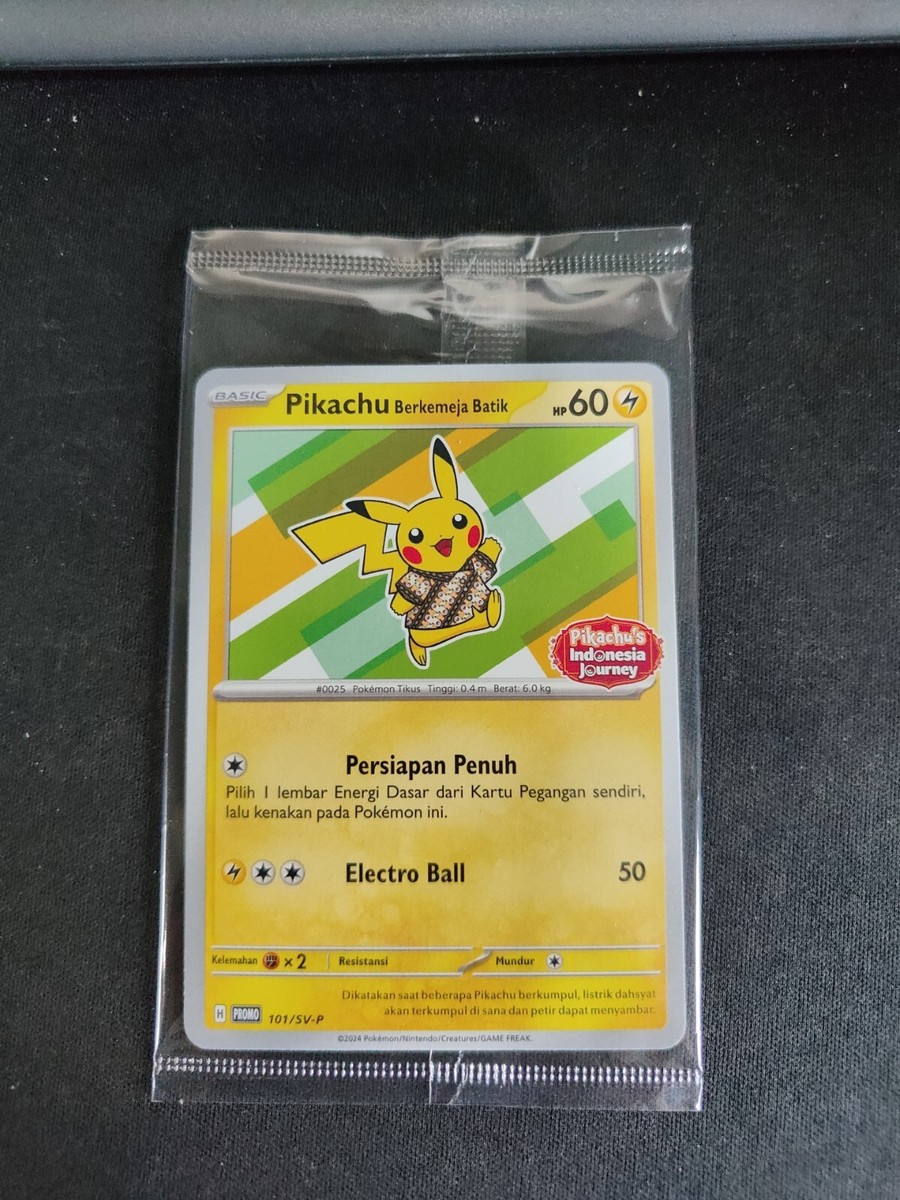 BASIC
Pikachu Berkemeja Batik
HP 60
Pikachu's
Indonesia
Journey
#0025 Pokémon Tikus Tinggi: 0.4 m Berat: 6.0 kg
Persiapan Penuh
Pilih 1 lembar Energi Dasar dari Kartu Pegangan sendiri,
lalu kenakan pada Pokémon ini.
Electro Ball 50
Kelemahan ×2 Resistansi Mundur
Dikatakan saat beberapa Pikachu berkumpul, listrik dahsyat
akan terkumpul di sana dan petir dapat menyambar.
H PROMO 101/SV-P
©2024 Pokémon/Nintendo/Creatures/GAME FREAK.